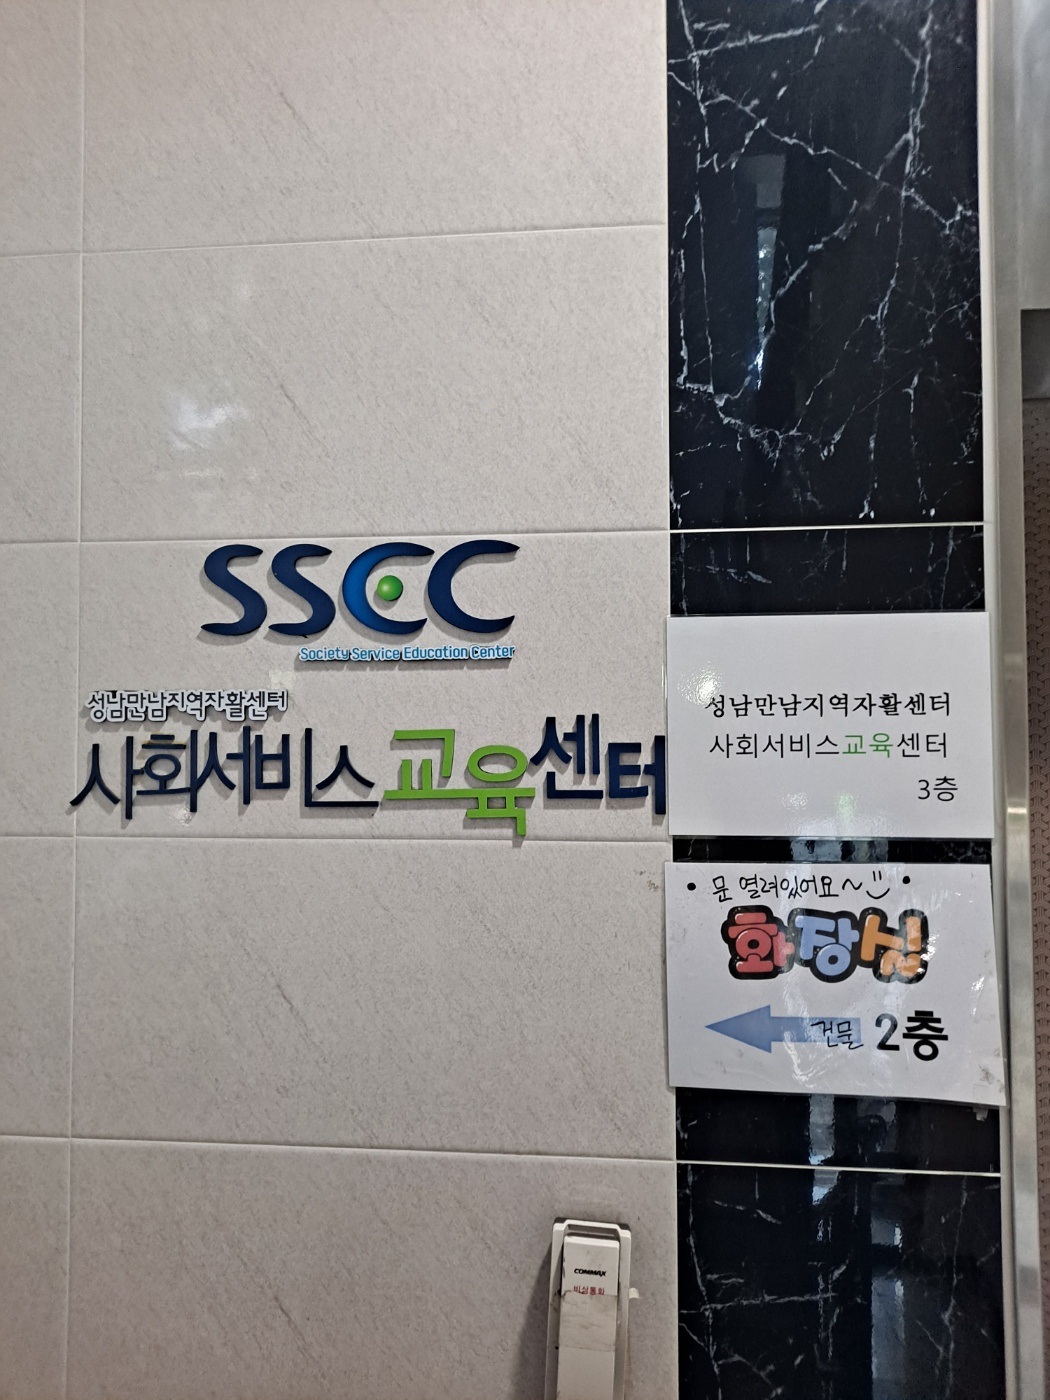 SSEC
Society Service Education Center
성남만남지역자활센터
사회서비스교육센터
성남만남지역자활센터
사회서비스교육센터
3층
• 문 열려있어요~ •
화장실
건물 2층
COMMAX
비상통화